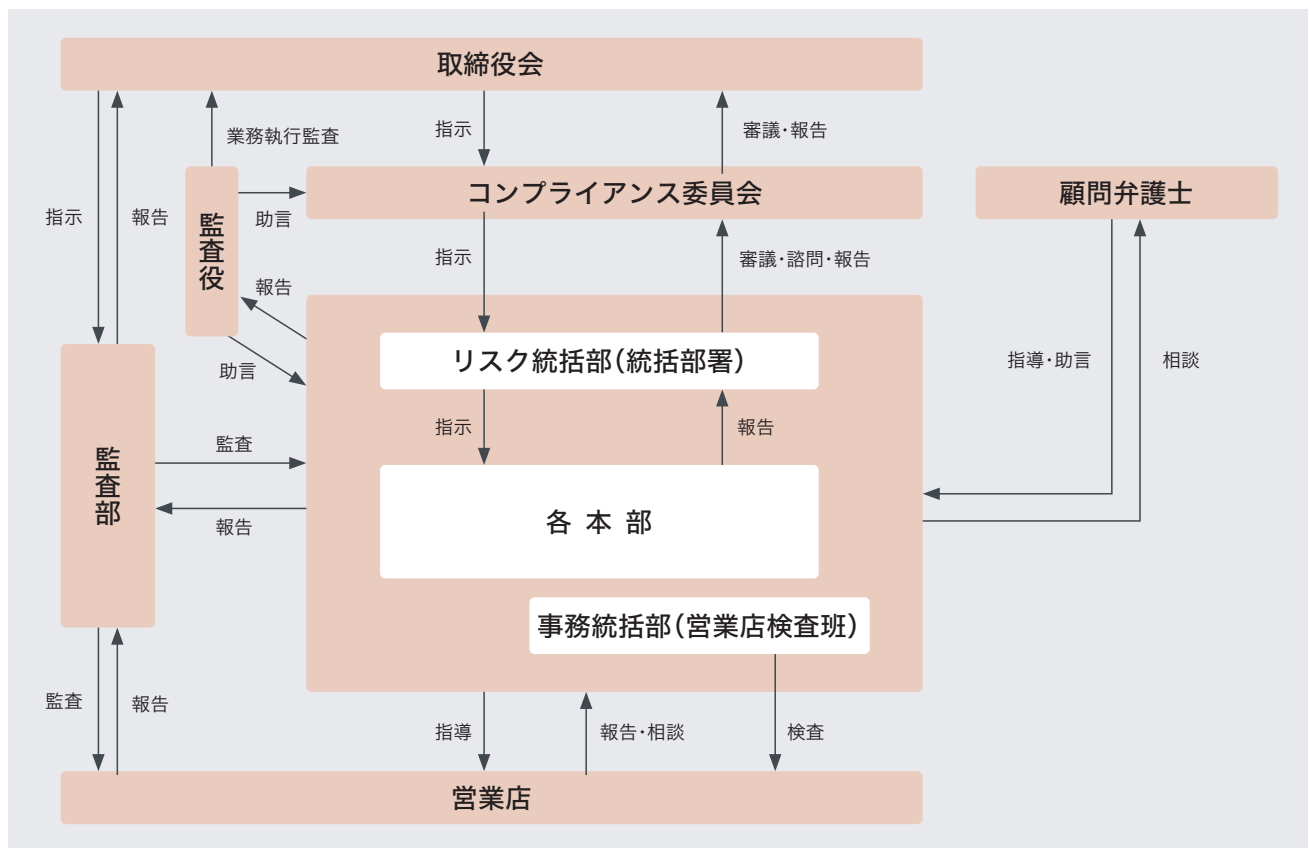 取締役会
業務執行監査
指示
審議・報告
コンプライアンス委員会
顧問弁護士
指示
報告
監査役
助言
指示
審議・諮問・報告
報告
リスク統括部(統括部署)
助言
指導・助言
相談
指示
報告
監査
監査部
各本部
報告
事務統括部(営業店検査班)
監査
報告
指導
報告・相談
検査
営業店